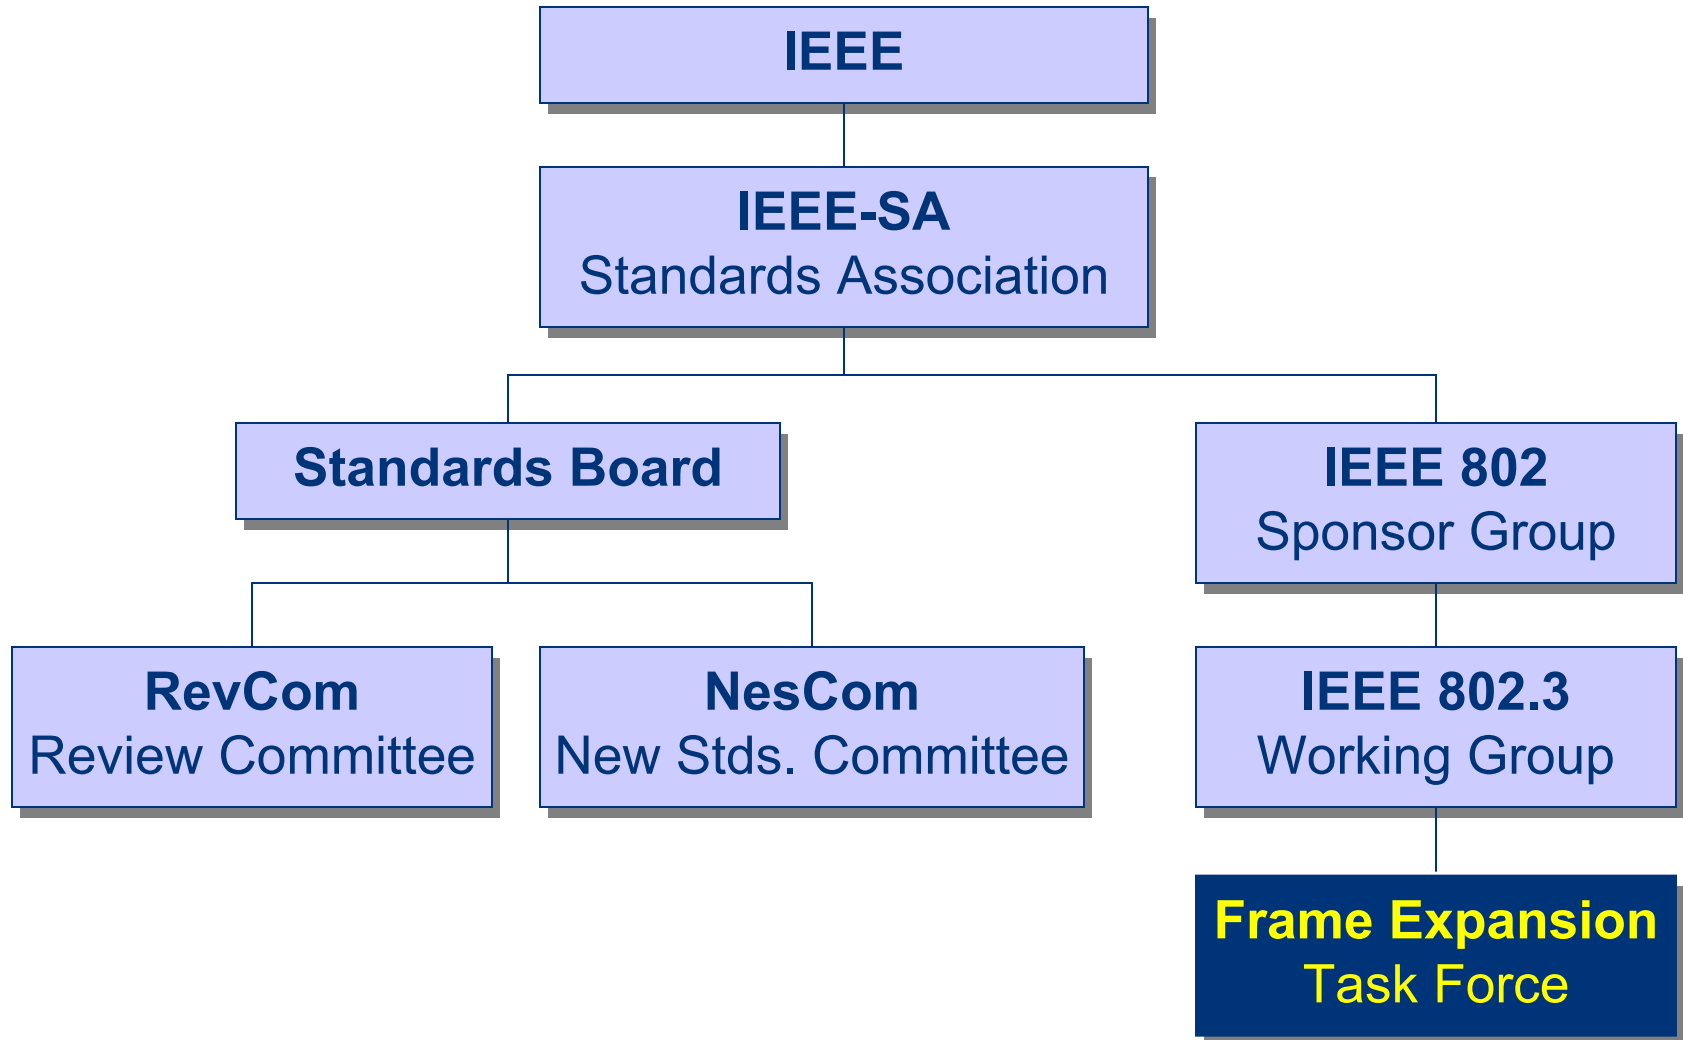 IEEE
IEEE-SA
Standards Association
Standards Board
IEEE 802
Sponsor Group
RevCom
Review Committee
NesCom
New Stds. Committee
IEEE 802.3
Working Group
Frame Expansion
Task Force